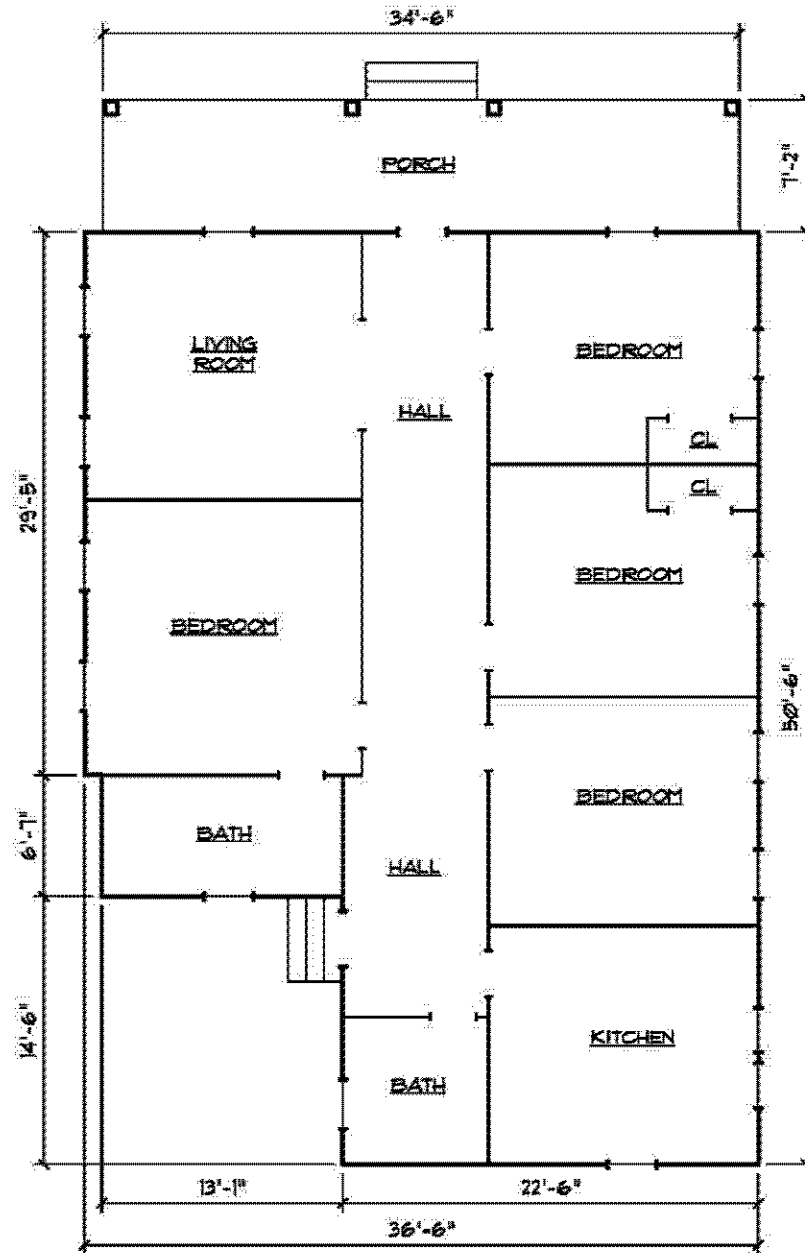 34'-6"
PORCH
7'-2"
LIVING
ROOM
BEDROOM
HALL
CL
CL
29'-5"
BEDROOM
BEDROOM
50'-6"
BEDROOM
6'-7"
BATH
HALL
14'-6"
KITCHEN
BATH
13'-1"
22'-6"
36'-6"